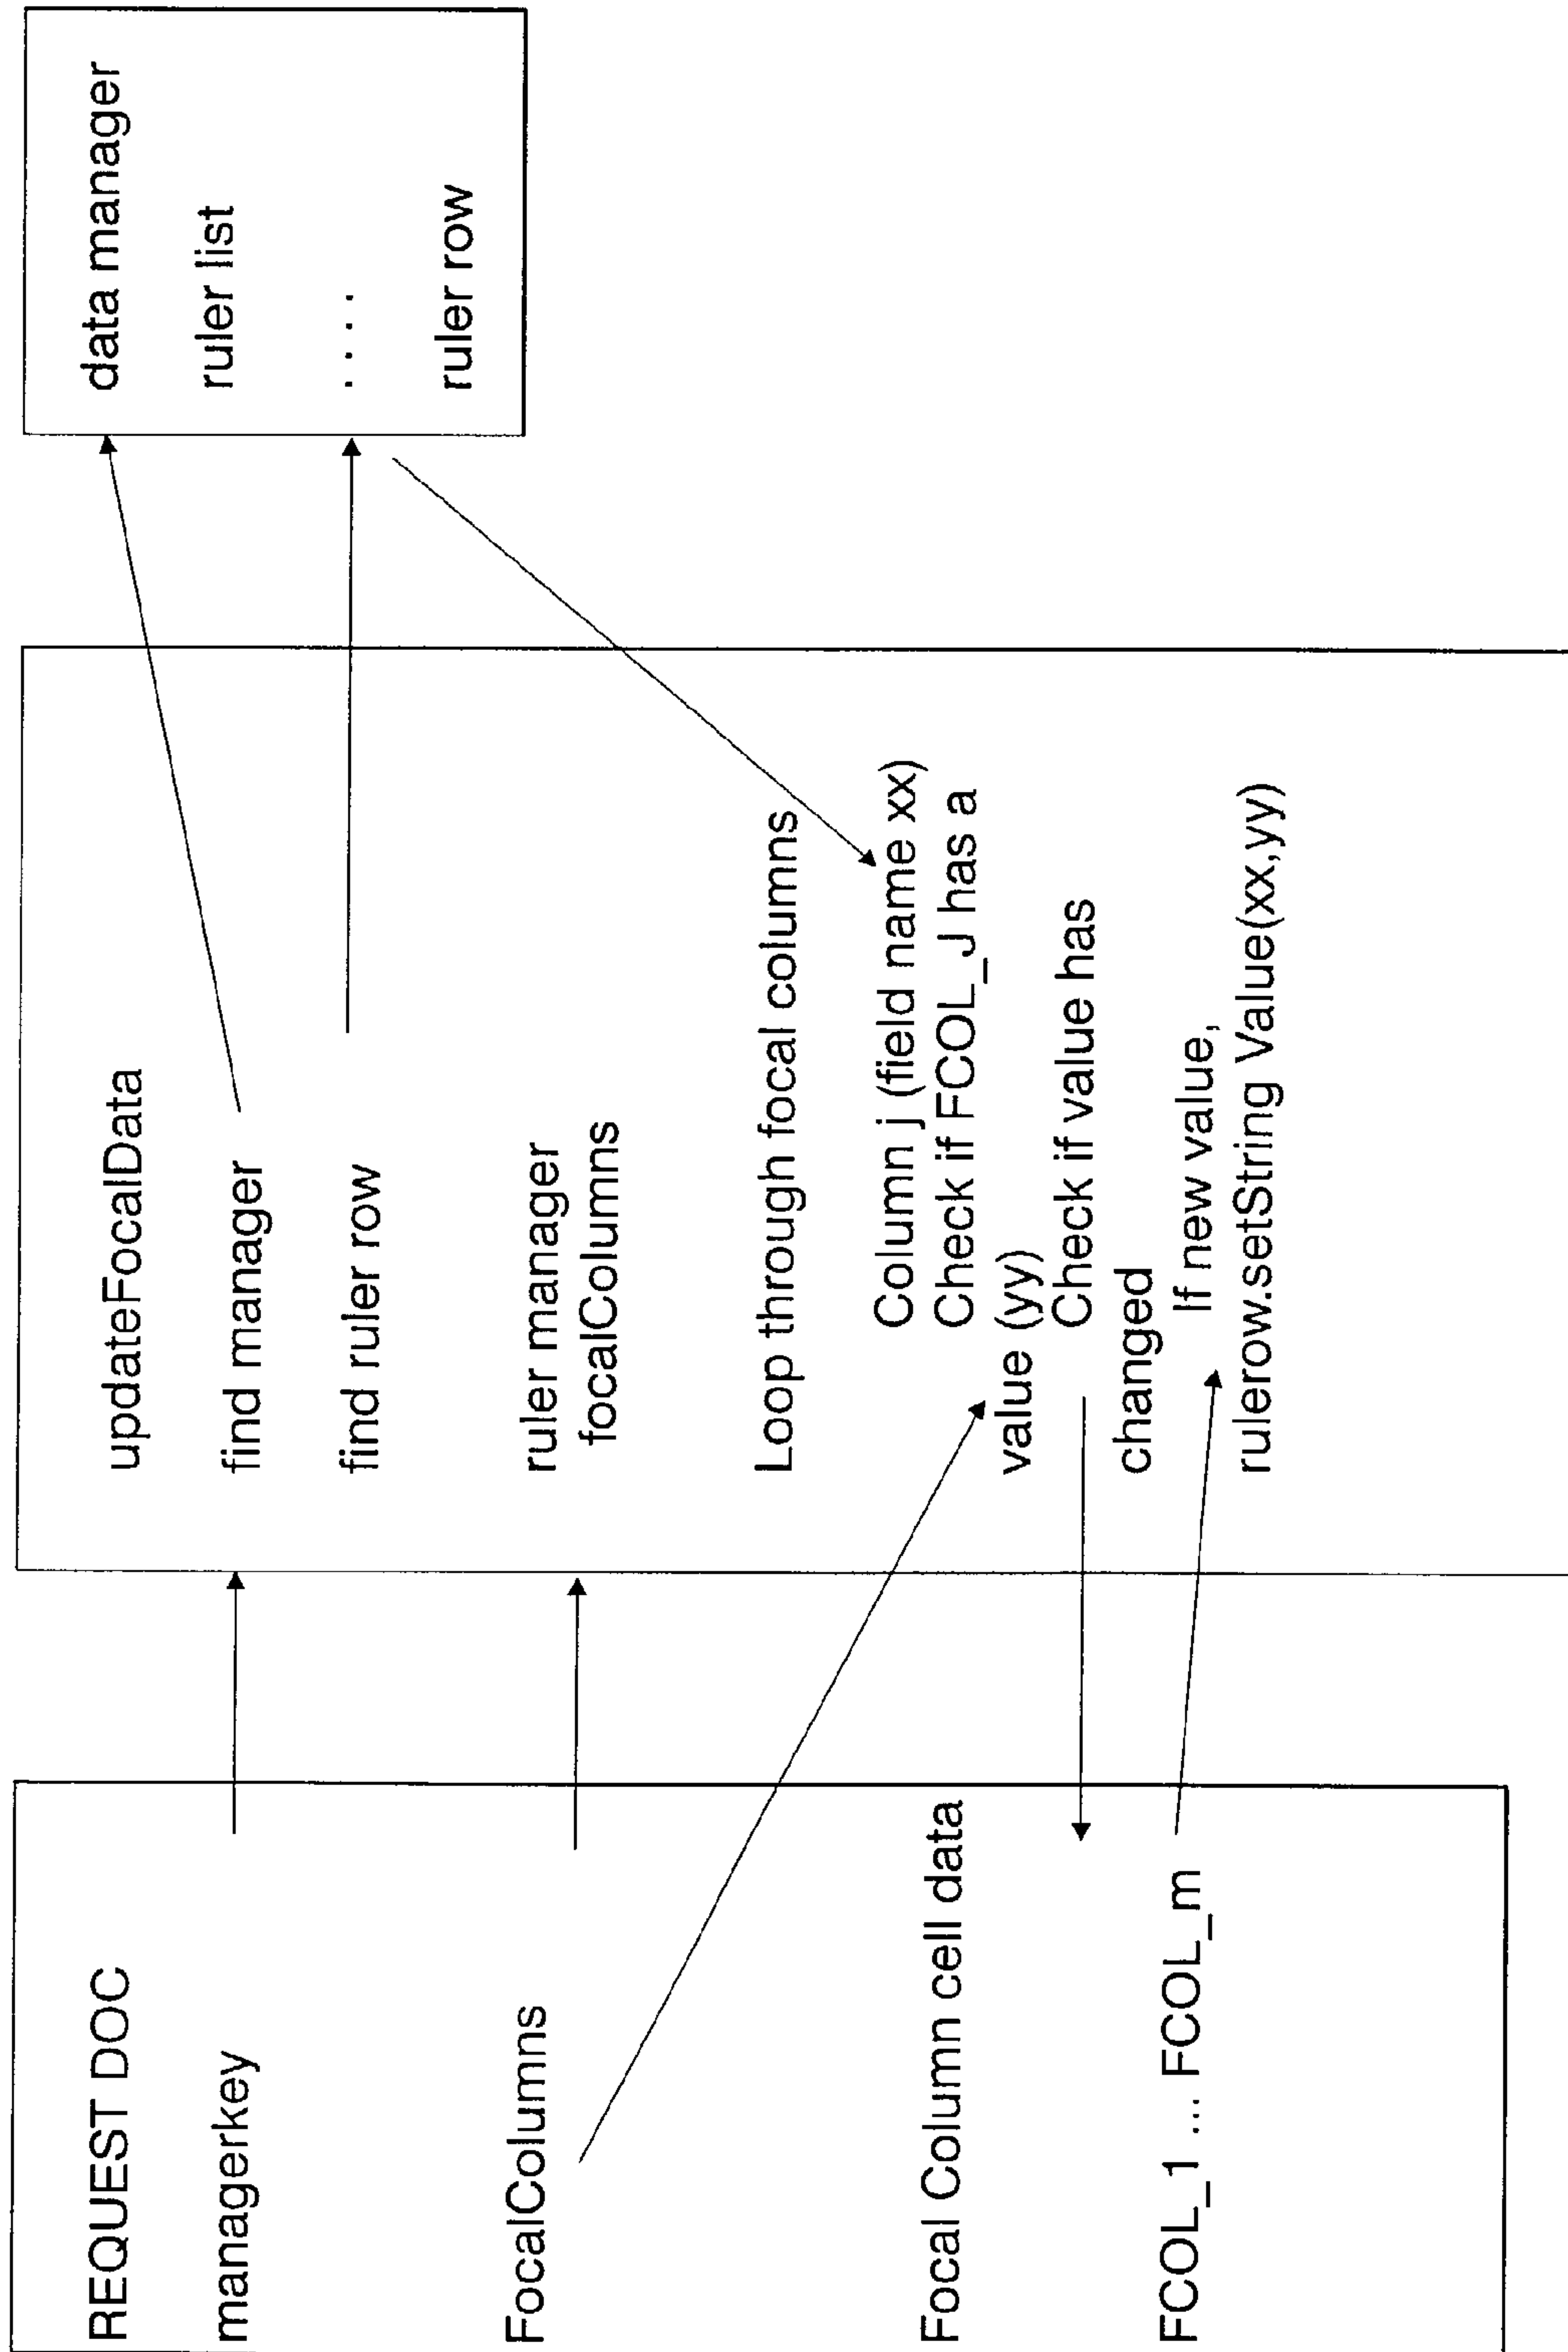 REQUEST DOC
managerkey
FocalColumns
Focal Column cell data
FCOL_1 .... FCOL_m
updateFocalData
find manager
find ruler row
ruler manager
focalColumns
Loop through focal columns
Column j (field name xx)
Check if FCOL_J has a
value (yy)
Check if value has
changed
If new value,
rulerow.setString Value(xx,yy)
data manager
ruler list
. . . .
ruler row